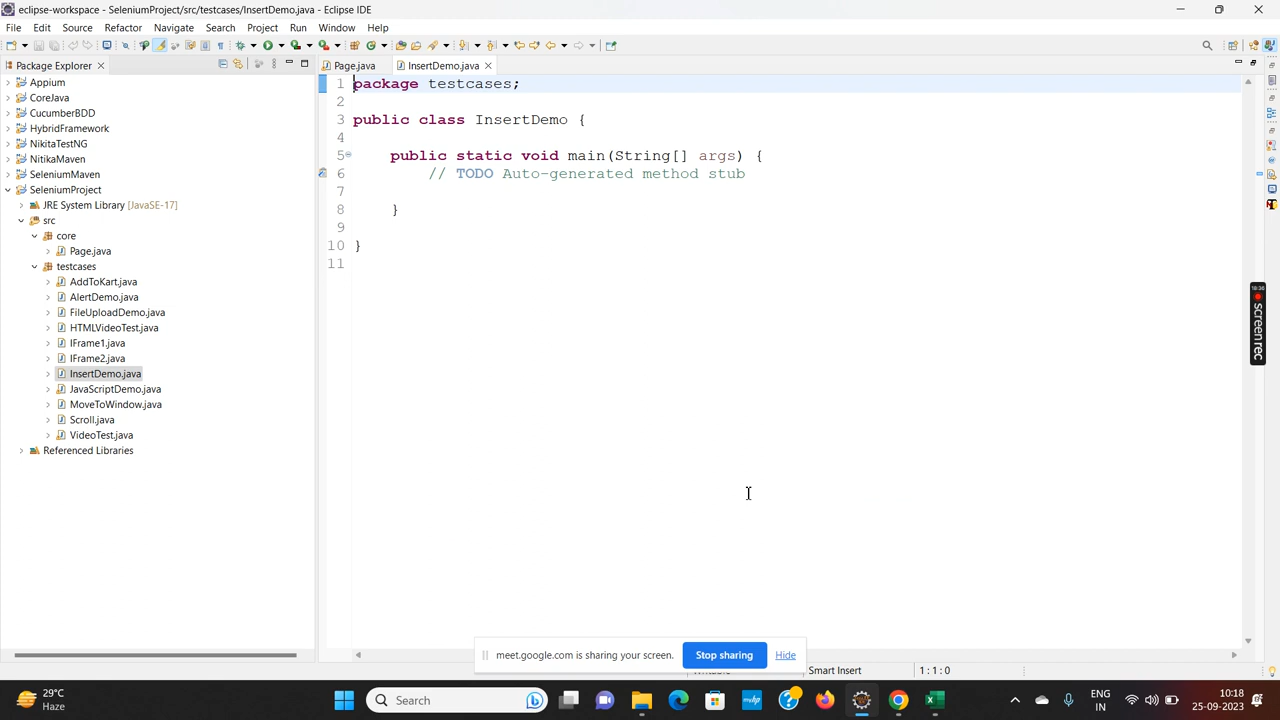 eclipse-workspace - SeleniumProject/src/testcases/InsertDemo.java - Eclipse IDE
File Edit Source Refactor Navigate Search Project Run Window Help
Package Explorer
Page.java
InsertDemo.java
Appium
CoreJava
CucumberBDD
HybridFramework
NikitaTestNG
NitikaMaven
SeleniumMaven
SeleniumProject
JRE System Library [JavaSE-17]
src
core
Page.java
testcases
AddToKart.java
AlertDemo.java
FileUploadDemo.java
HTMLVideoTest.java
IFrame1.java
IFrame2.java
InsertDemo.java
JavaScriptDemo.java
MoveToWindow.java
Scroll.java
VideoTest.java
Referenced Libraries
1 package testcases;
2
3 public class InsertDemo {
4
5 public static void main(String[] args) {
6 // TODO Auto-generated method stub
7
8 }
9
10 }
11
18:36
screenrec
meet.google.com is sharing your screen.
Stop sharing
Hide
Smart Insert
1 : 1 : 0
29°C
Haze
Search
ENG
IN
10:18
25-09-2023